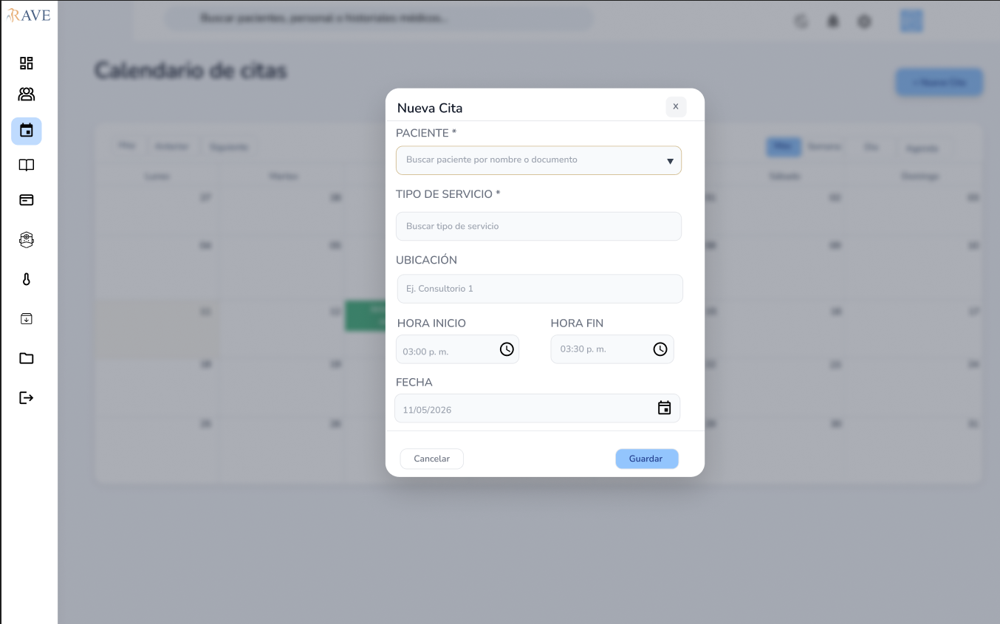 RAVE
Buscar pacientes, personal a historiales médicos...
Calendario de citas
+ Nueva Cita
Nueva Cita
X
PACIENTE *
Buscar paciente por nombre o documento
TIPO DE SERVICIO *
Buscar tipo de servicio
UBICACIÓN
Ej. Consultorio 1
HORA INICIO HORA FIN
03:00 p. m. 03:30 p. m.
FECHA
11/05/2026
Cancelar Guardar
Hoy Anterior Siguiente
Mes Semana Día Agenda
Lunes Martes Sábado Domingo
27 28 02 03
04 05 09 10
11 12 16 17
18 19 22 23 24
25 26 30 31